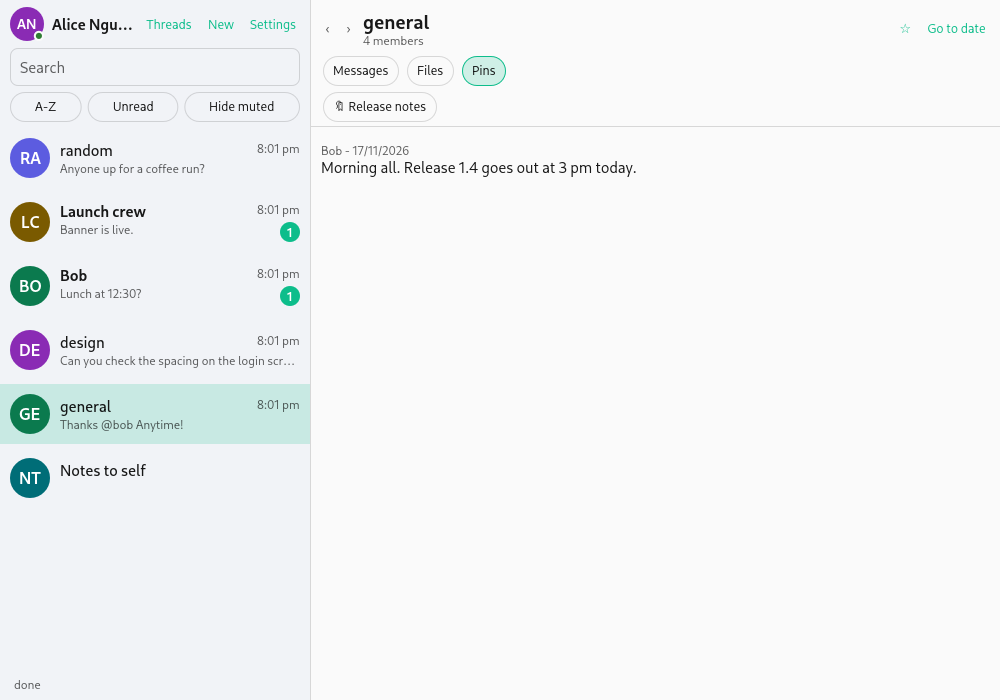 AN Alice Ngu... Threads New Settings
Search
A-Z Unread Hide muted
RA random 8:01 pm
Anyone up for a coffee run?
LC Launch crew 8:01 pm
Banner is live. 1
BO Bob 8:01 pm
Lunch at 12:30? 1
DE design 8:01 pm
Can you check the spacing on the login scr...
GE general 8:01 pm
Thanks @bob Anytime!
NT Notes to self
done
‹ › general ☆ Go to date
4 members
Messages Files Pins
Release notes
Bob - 17/11/2026
Morning all. Release 1.4 goes out at 3 pm today.